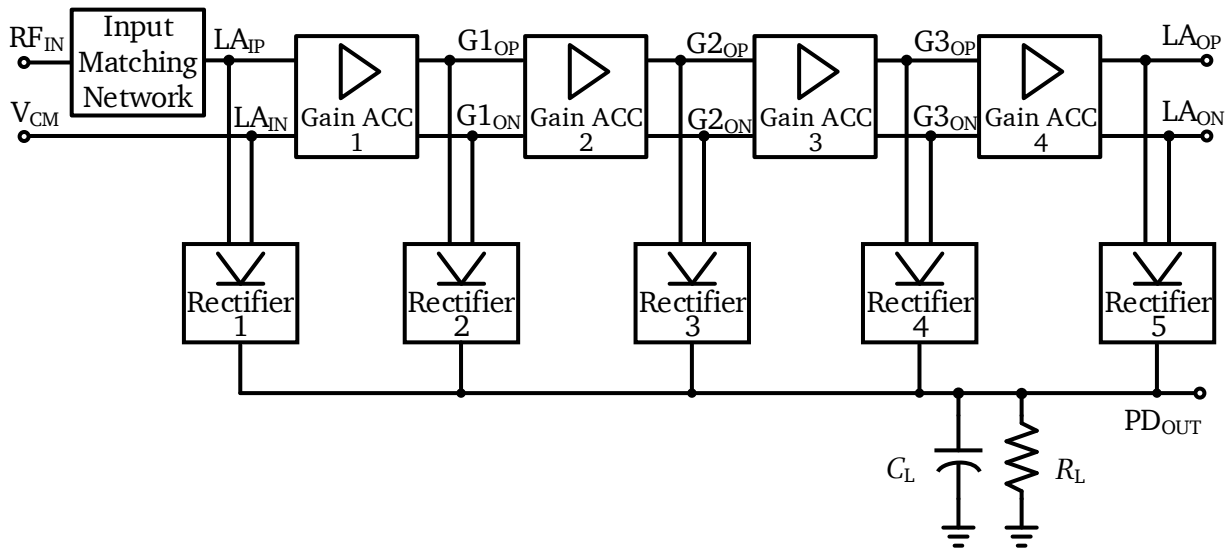 RF_IN
Input
Matching
Network
V_CM
LA_IP
LA_IN
Gain ACC
1
G1_OP
G1_ON
Gain ACC
2
G2_OP
G2_ON
Gain ACC
3
G3_OP
G3_ON
Gain ACC
4
LA_OP
LA_ON
Rectifier
1
Rectifier
2
Rectifier
3
Rectifier
4
Rectifier
5
PD_OUT
C_L
R_L